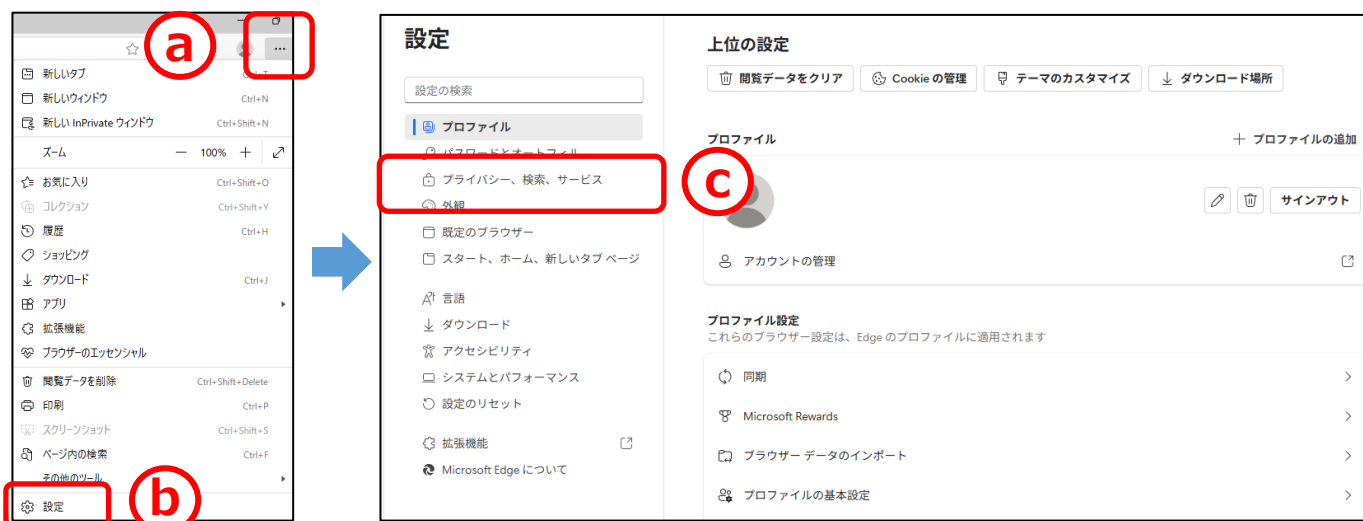 a
新しいタブ
新しいウィンドウ Ctrl+N
新しい InPrivate ウィンドウ Ctrl+Shift+N
ズーム — 100% +
お気に入り Ctrl+Shift+O
コレクション Ctrl+Shift+Y
履歴 Ctrl+H
ショッピング
ダウンロード Ctrl+J
アプリ
拡張機能
ブラウザーのエッセンシャル
閲覧データを削除 Ctrl+Shift+Delete
印刷 Ctrl+P
スクリーンショット Ctrl+Shift+S
ページ内の検索 Ctrl+F
その他のツール
設定
b
設定
設定の検索
プロファイル
パスワードとオートフィル
プライバシー、検索、サービス
c
外観
既定のブラウザー
スタート、ホーム、新しいタブ ページ
言語
ダウンロード
アクセシビリティ
システムとパフォーマンス
設定のリセット
拡張機能
Microsoft Edge について
上位の設定
閲覧データをクリア Cookie の管理 テーマのカスタマイズ ダウンロード場所
プロファイル + プロファイルの追加
サインアウト
アカウントの管理
プロファイル設定
これらのブラウザー設定は、Edge のプロファイルに適用されます
同期
Microsoft Rewards
ブラウザー データのインポート
プロファイルの基本設定